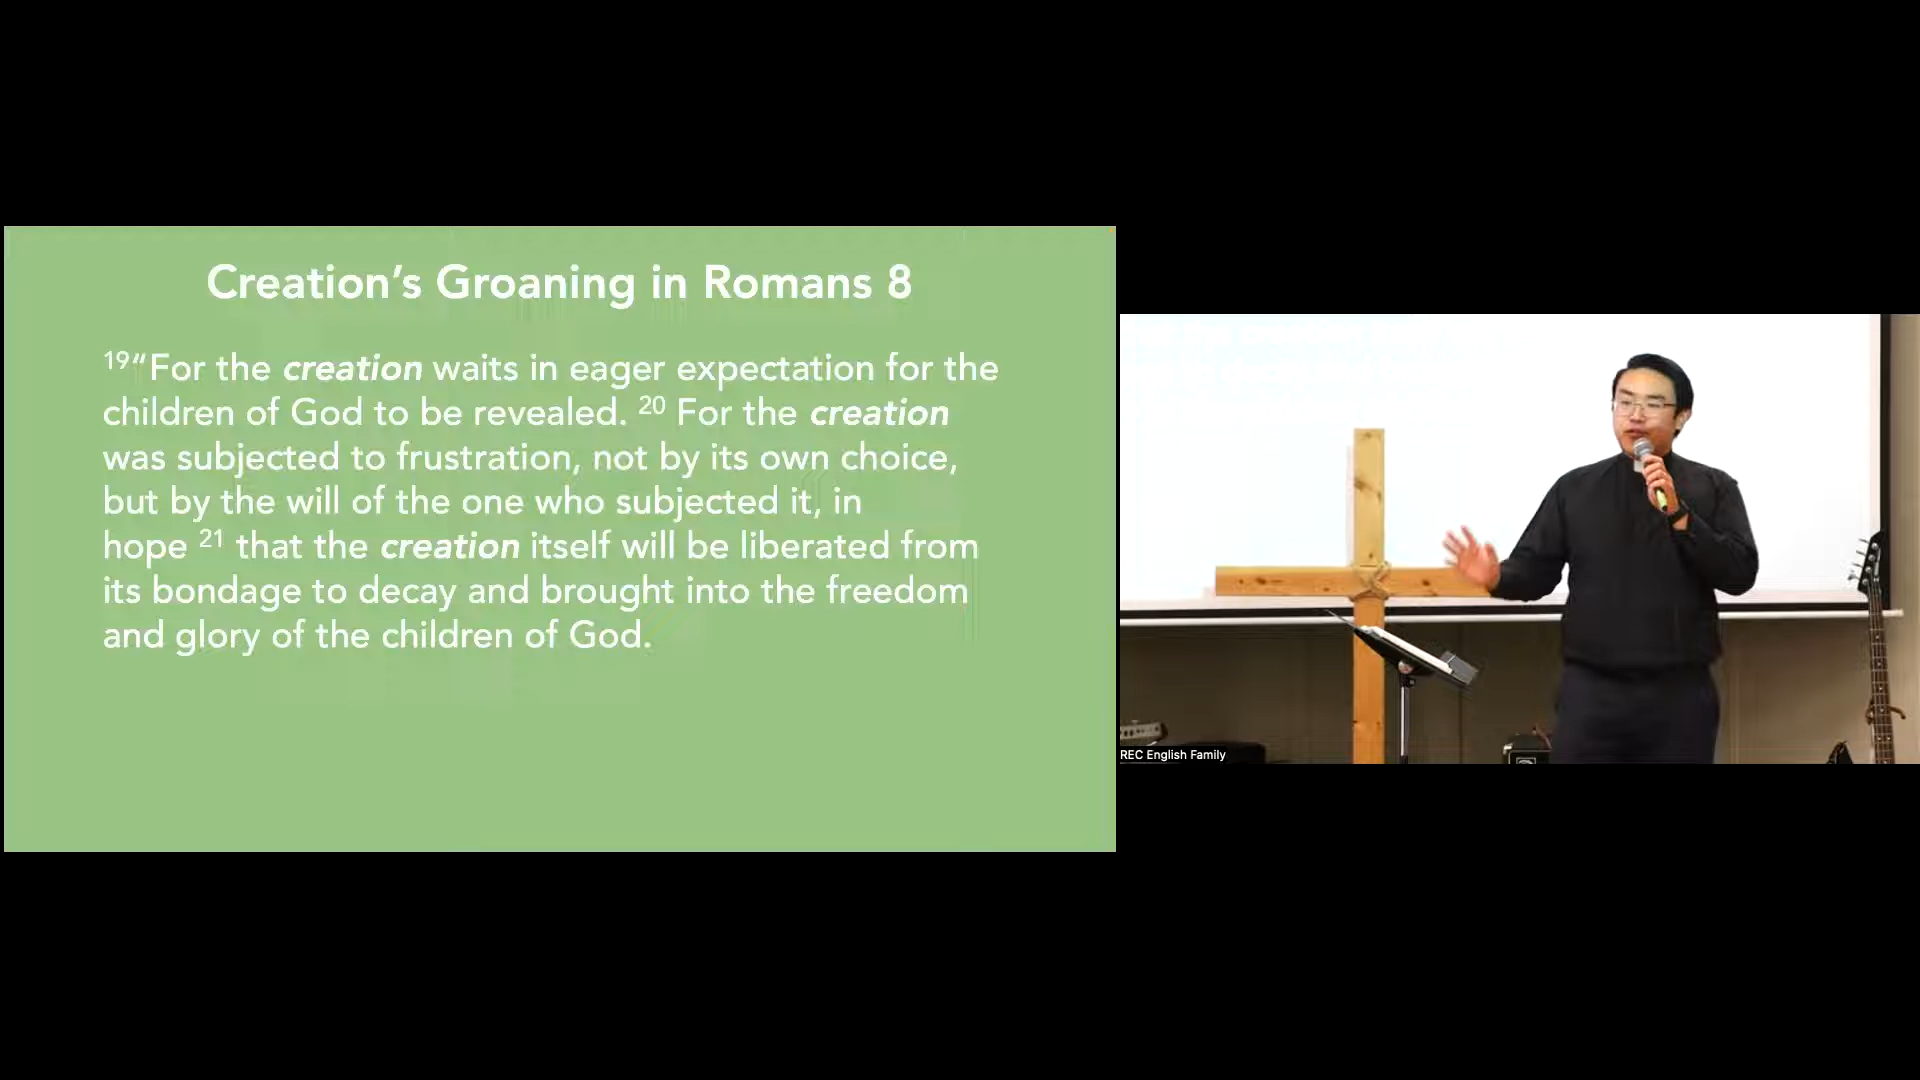 Creation’s Groaning in Romans 8
19“For the creation waits in eager expectation for the
children of God to be revealed. 20 For the creation
was subjected to frustration, not by its own choice,
but by the will of the one who subjected it, in
hope 21 that the creation itself will be liberated from
its bondage to decay and brought into the freedom
and glory of the children of God.
REC English Family